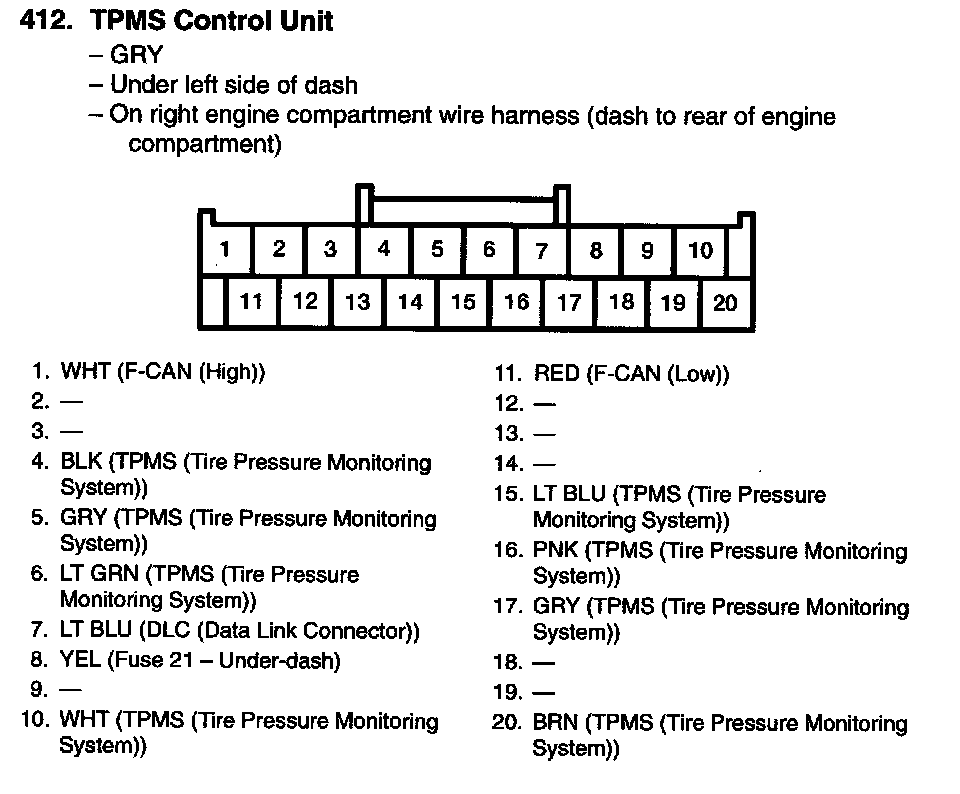 412. TPMS Control Unit
– GRY
– Under left side of dash
– On right engine compartment wire harness (dash to rear of engine
compartment)
1 2 3 4 5 6 7 8 9 10
11 12 13 14 15 16 17 18 19 20
1. WHT (F-CAN (High))
2. —
3. —
4. BLK (TPMS (Tire Pressure Monitoring
System))
5. GRY (TPMS (Tire Pressure Monitoring
System))
6. LT GRN (TPMS (Tire Pressure
Monitoring System))
7. LT BLU (DLC (Data Link Connector))
8. YEL (Fuse 21 – Under-dash)
9. —
10. WHT (TPMS (Tire Pressure Monitoring
System))
11. RED (F-CAN (Low))
12. —
13. —
14. —
15. LT BLU (TPMS (Tire Pressure
Monitoring System))
16. PNK (TPMS (Tire Pressure Monitoring
System))
17. GRY (TPMS (Tire Pressure Monitoring
System))
18. —
19. —
20. BRN (TPMS (Tire Pressure Monitoring
System))